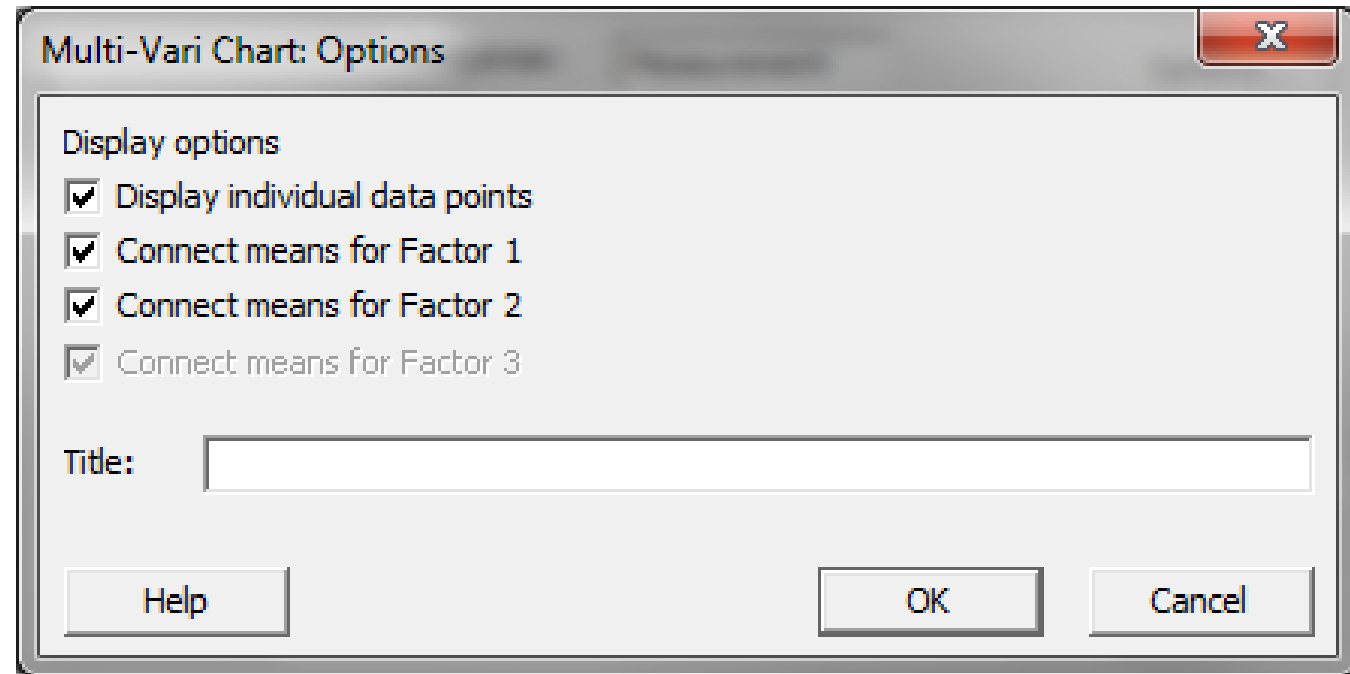 Multi-Vari Chart: Options
Display options
Display individual data points
Connect means for Factor 1
Connect means for Factor 2
Connect means for Factor 3
Title:
Help OK Cancel